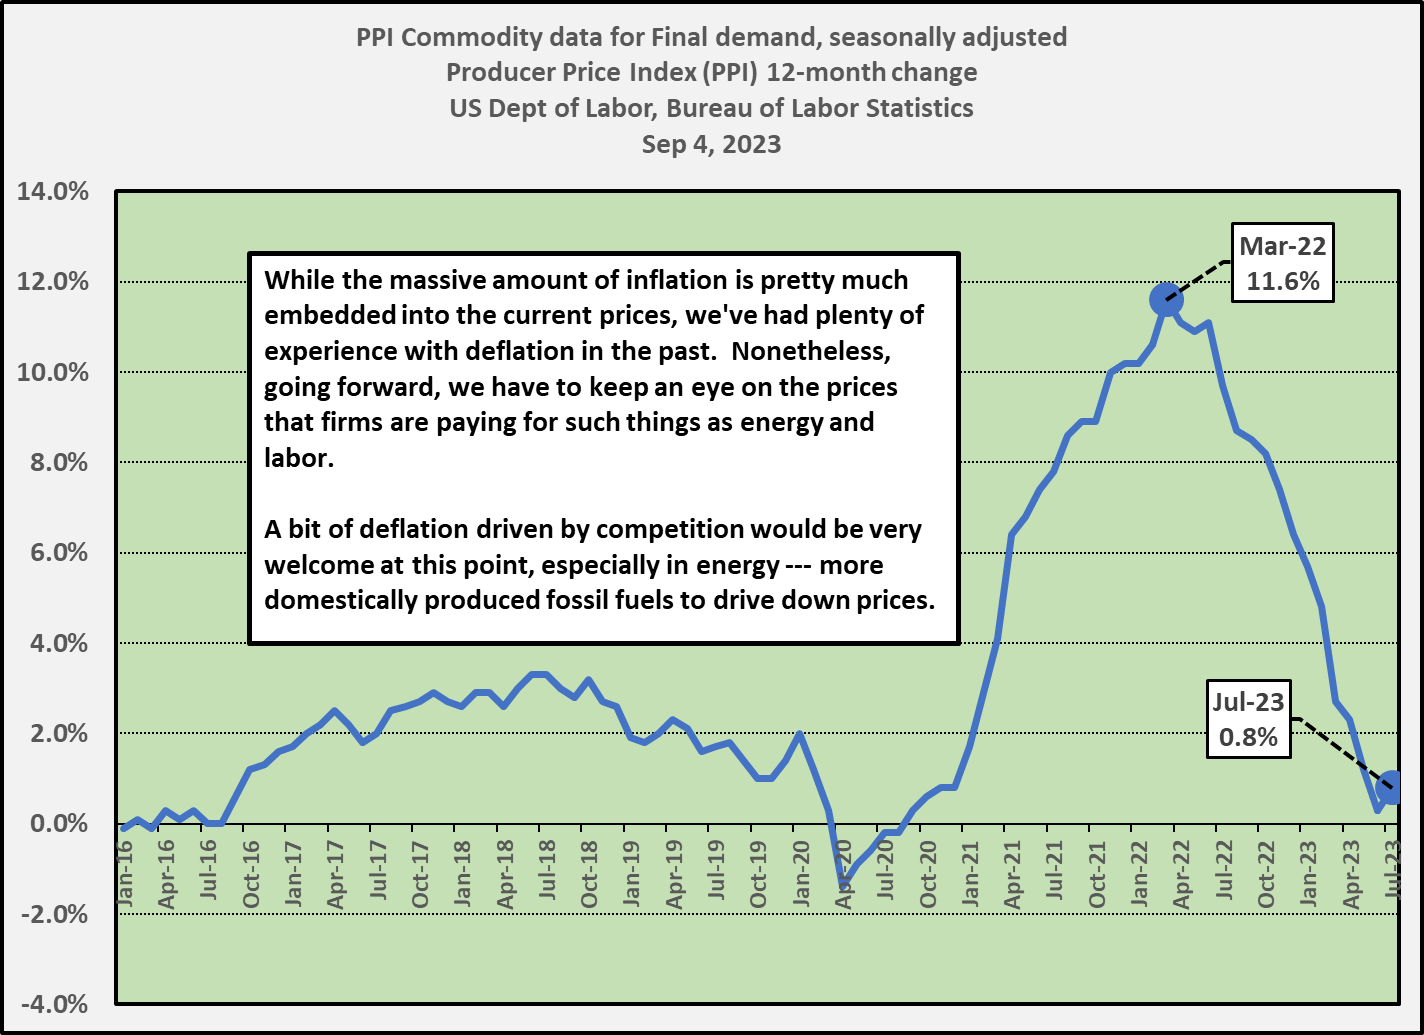 PPI Commodity data for Final demand, seasonally adjusted
Producer Price Index (PPI) 12-month change
US Dept of Labor, Bureau of Labor Statistics
Sep 4, 2023
14.0%
12.0%
10.0%
8.0%
6.0%
4.0%
2.0%
0.0%
-2.0%
-4.0%
While the massive amount of inflation is pretty much
embedded into the current prices, we've had plenty of
experience with deflation in the past.  Nonetheless,
going forward, we have to keep an eye on the prices
that firms are paying for such things as energy and
labor.
A bit of deflation driven by competition would be very
welcome at this point, especially in energy --- more
domestically produced fossil fuels to drive down prices.
Mar-22
11.6%
Jul-23
0.8%
Jan-16
Apr-16
Jul-16
Oct-16
Jan-17
Apr-17
Jul-17
Oct-17
Jan-18
Apr-18
Jul-18
Oct-18
Jan-19
Apr-19
Jul-19
Oct-19
Jan-20
Apr-20
Jul-20
Oct-20
Jan-21
Apr-21
Jul-21
Oct-21
Jan-22
Apr-22
Jul-22
Oct-22
Jan-23
Apr-23
Jul-23